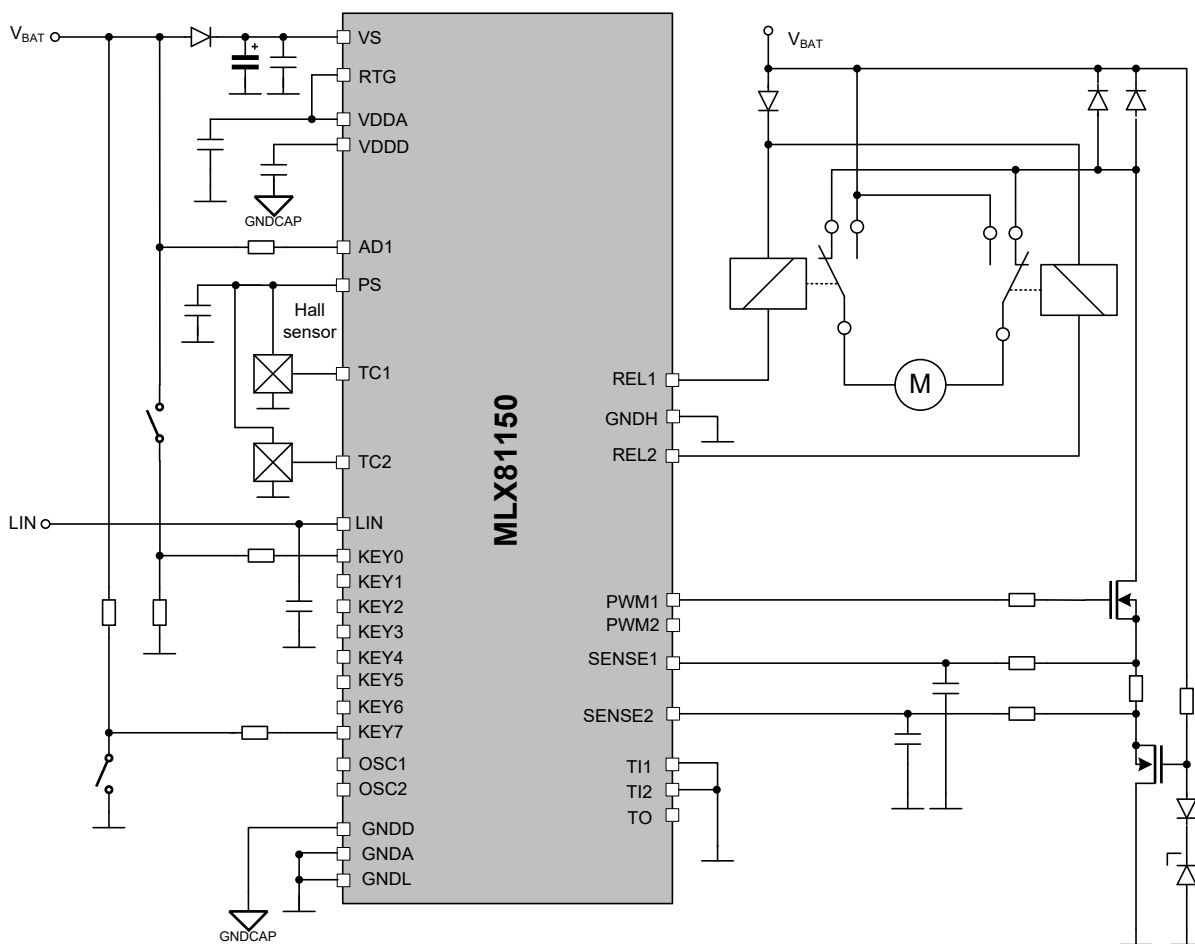 VBAT
VS
RTG
VDDA
VDDD
GNDCAP
AD1
PS
Hall
sensor
TC1
TC2
LIN
LIN
KEY0
KEY1
KEY2
KEY3
KEY4
KEY5
KEY6
KEY7
OSC1
OSC2
GNDD
GNDA
GNDL
GNDCAP
MLX81150
REL1
GNDH
REL2
PWM1
PWM2
SENSE1
SENSE2
TI1
TI2
TO
VBAT
M
+